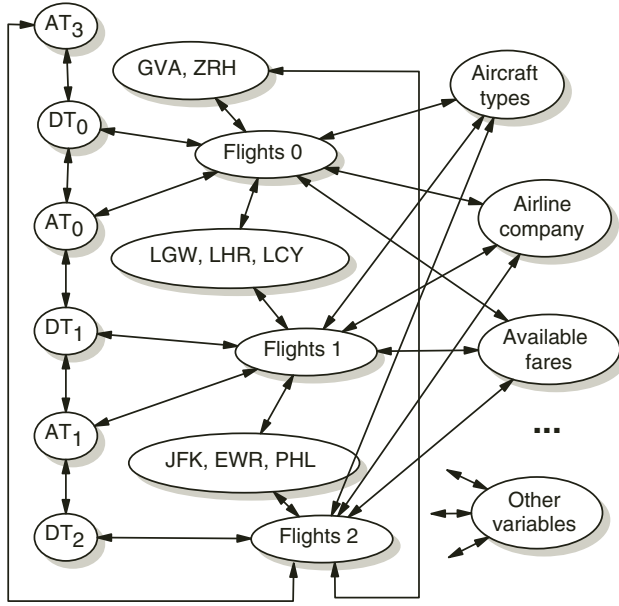 AT3
GVA, ZRH
Aircraft
types
DT0
Flights 0
AT0
Airline
company
LGW, LHR, LCY
DT1
Flights 1
Available
fares
AT1
...
JFK, EWR, PHL
DT2
Flights 2
Other
variables